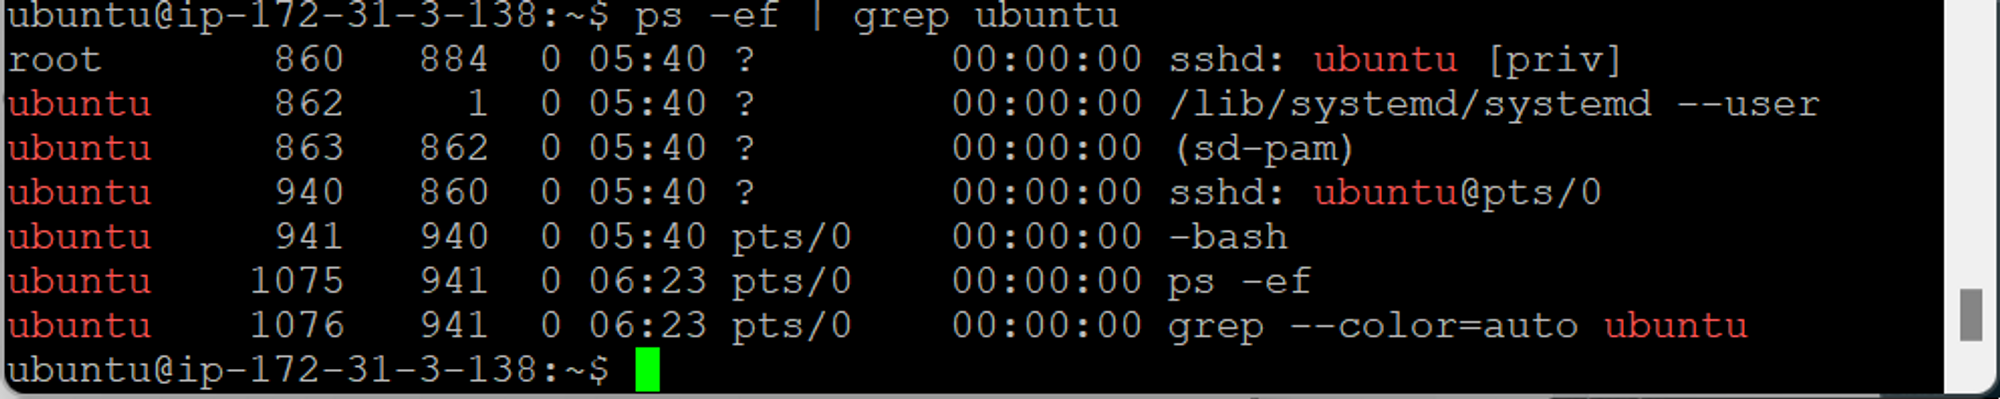 ubuntu@ip-172-31-3-138:~$ ps -ef | grep ubuntu
root 860 884 0 05:40 ? 00:00:00 sshd: ubuntu [priv]
ubuntu 862 1 0 05:40 ? 00:00:00 /lib/systemd/systemd --user
ubuntu 863 862 0 05:40 ? 00:00:00 (sd-pam)
ubuntu 940 860 0 05:40 ? 00:00:00 sshd: ubuntu@pts/0
ubuntu 941 940 0 05:40 pts/0 00:00:00 -bash
ubuntu 1075 941 0 06:23 pts/0 00:00:00 ps -ef
ubuntu 1076 941 0 06:23 pts/0 00:00:00 grep --color=auto ubuntu
ubuntu@ip-172-31-3-138:~$